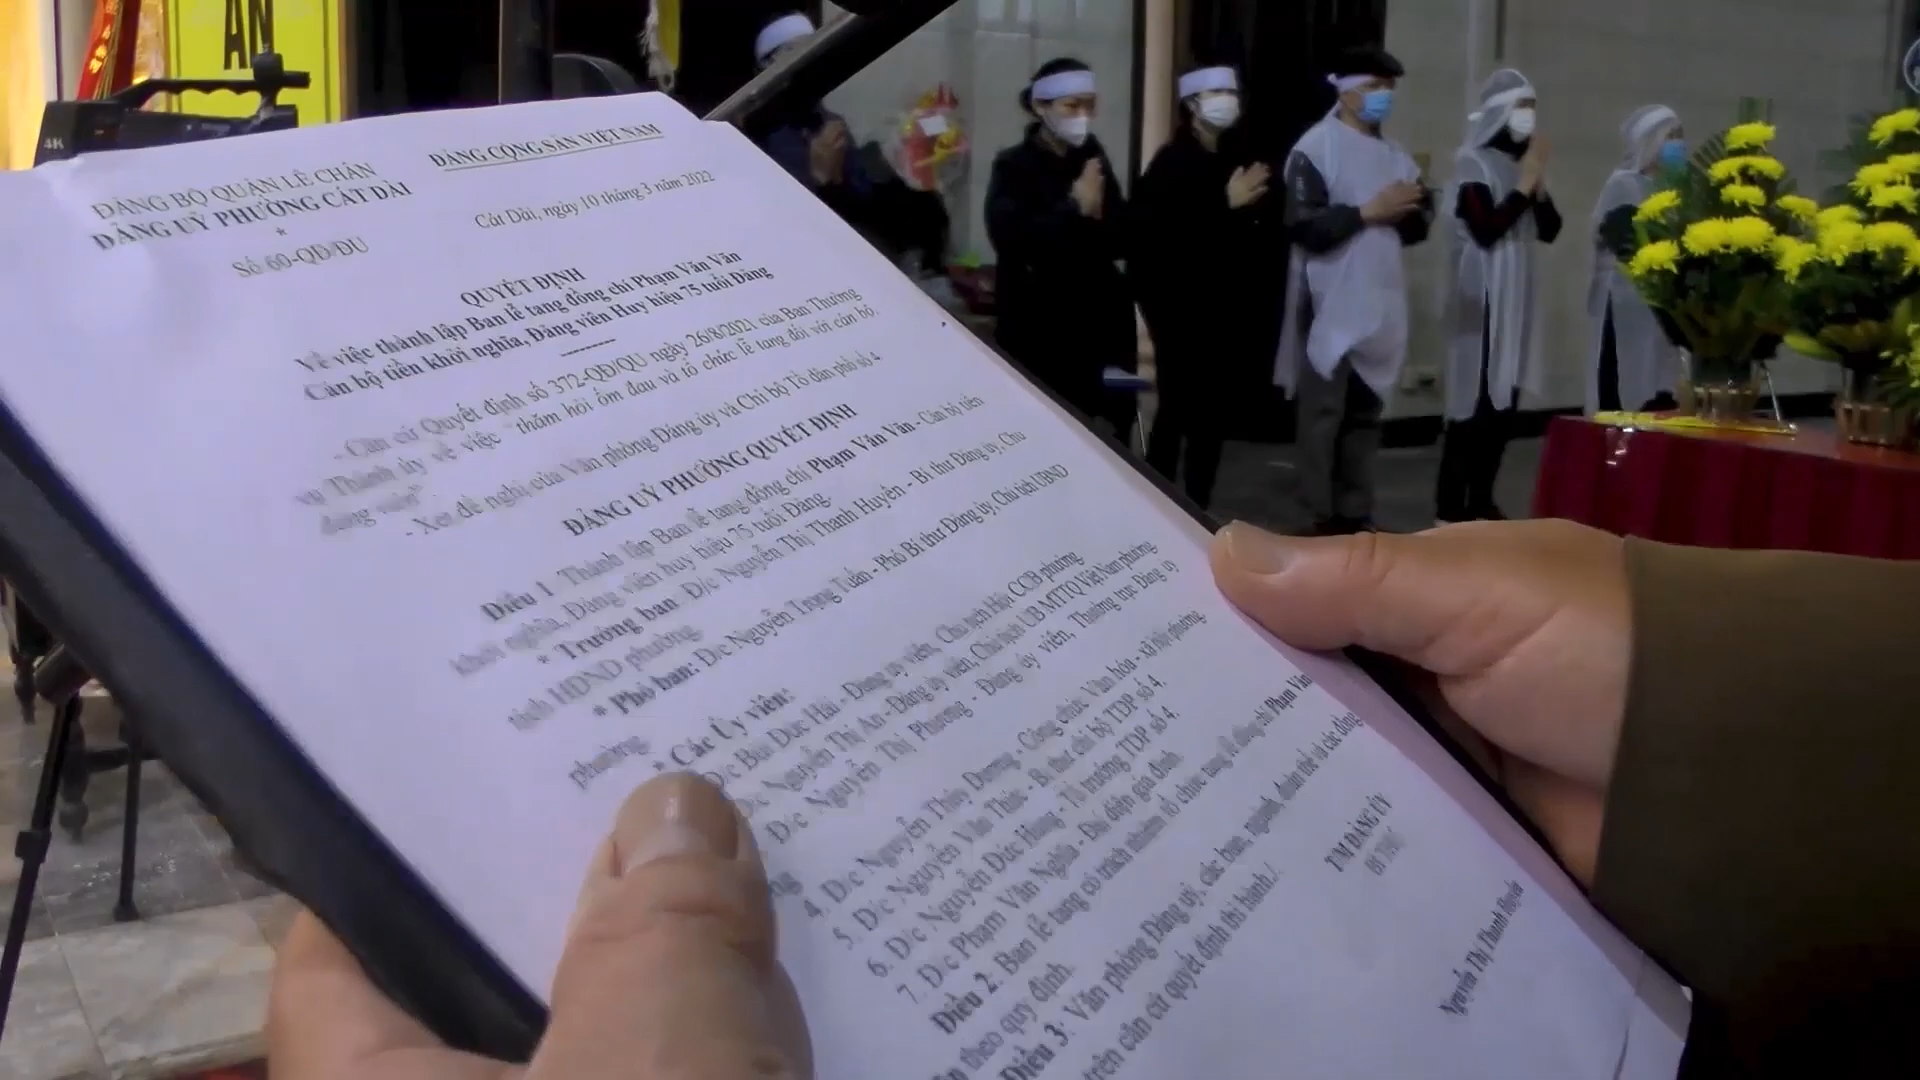 ĐẢNG BỘ QUẬN LÊ CHÂN
ĐẢNG UỶ PHƯỜNG CÁT DÀI
*
Số 60-QĐ/ĐU
ĐẢNG CỘNG SẢN VIỆT NAM
Cát Dài, ngày 10 tháng 3 năm 2022
QUYẾT ĐỊNH
Về việc thành lập Ban lễ tang đồng chí Phạm Văn Vãn
Cán bộ tiền khởi nghĩa, Đảng viên Huy hiệu 75 tuổi Đảng
- Căn cứ Quyết định số 372-QĐ/QU ngày 26/8/2021 của Ban Thường
vụ Thành ủy về việc "thăm hỏi ốm đau và tổ chức lễ tang đối với cán bộ,
đảng viên"
- Xét đề nghị của Văn phòng Đảng ủy và Chi bộ Tổ dân phố số 4
ĐẢNG UỶ PHƯỜNG QUYẾT ĐỊNH
Điều 1. Thành lập Ban lễ tang đồng chí Phạm Văn Vãn - Cán bộ tiền
khởi nghĩa, Đảng viên huy hiệu 75 tuổi Đảng.
* Trưởng ban: Đ/c Nguyễn Thị Thanh Huyền - Bí thư Đảng ủy, Chủ
tịch HĐND phường
* Phó ban: Đ/c Nguyễn Trọng Tuấn - Phó Bí thư Đảng ủy, Chủ tịch UBND
phường
* Các Ủy viên:
Đ/c Bùi Đức Hải - Đảng ủy viên, Chủ tịch Hội CCB phường
Đ/c Nguyễn Thị An - Đảng ủy viên, Chủ tịch UB MTTQ Việt Nam phường
Đ/c Nguyễn Thị Phương - Đảng ủy viên, Thường trực Đảng ủy
4. Đ/c Nguyễn Thùy Dương - Công chức Văn hóa - xã hội phường.
5. Đ/c Nguyễn Văn Thức - Bí thư chi bộ TDP số 4.
6. Đ/c Nguyễn Đức Hùng - Tổ trưởng TDP số 4.
7. Đ/c Phạm Văn Nghĩa - Đại diện gia đình.
Điều 2. Ban lễ tang có trách nhiệm tổ chức tang lễ đồng chí Phạm Văn
theo quy định.
Điều 3: Văn phòng Đảng uỷ, các ban, ngành, đoàn thể và các đồng
trên căn cứ quyết định thi hành./.
T/M ĐẢNG ỦY
BÍ THƯ
Nguyễn Thị Thanh Huyền
4K